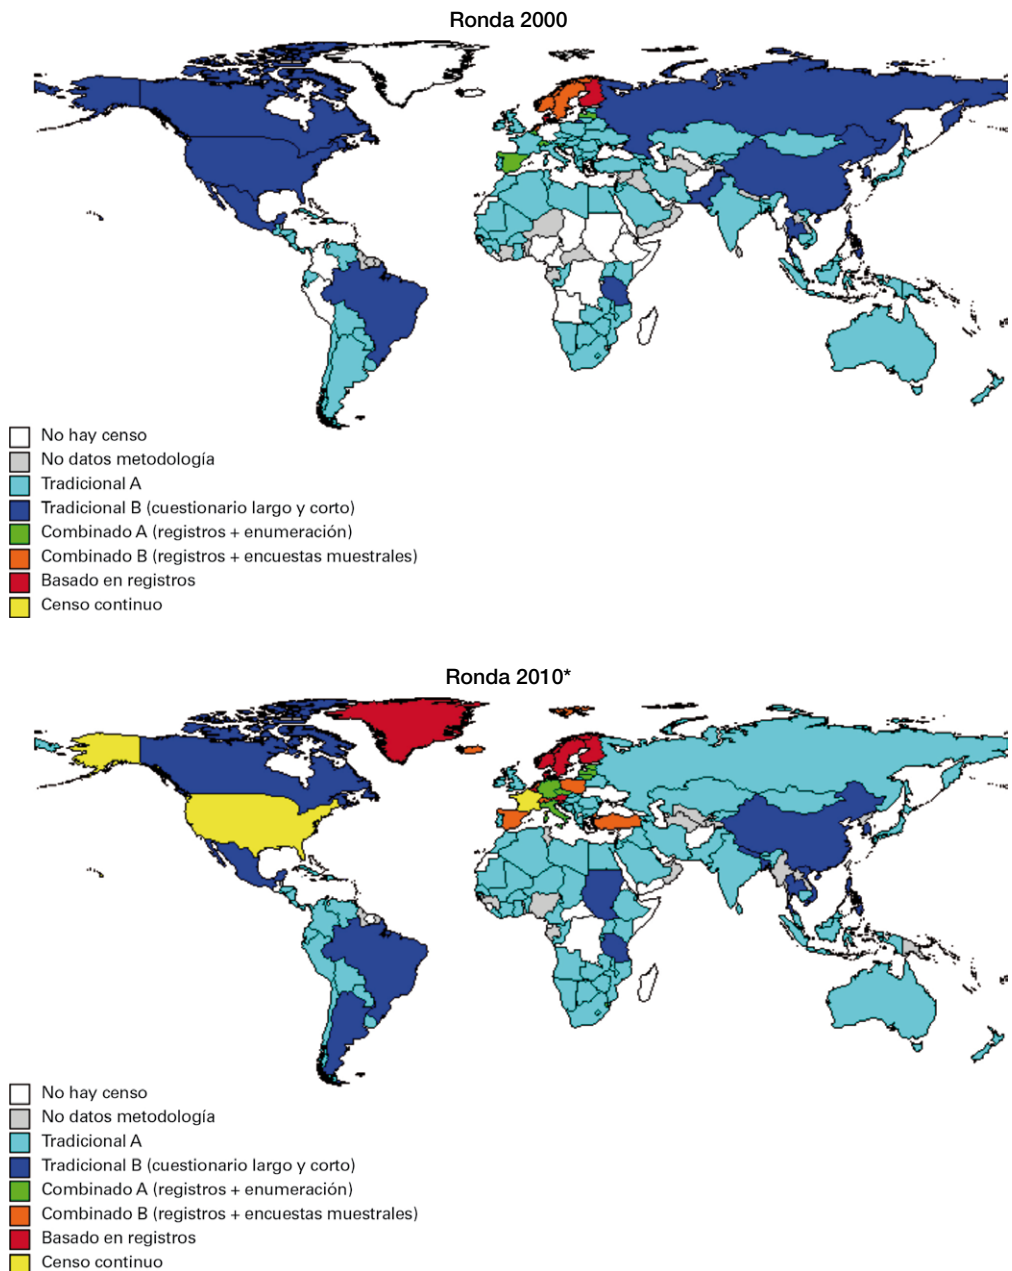 Ronda 2000
No hay censo
No datos metodología
Tradicional A
Tradicional B (cuestionario largo y corto)
Combinado A (registros + enumeración)
Combinado B (registros + encuestas muestrales)
Basado en registros
Censo continuo
Ronda 2010*
No hay censo
No datos metodología
Tradicional A
Tradicional B (cuestionario largo y corto)
Combinado A (registros + enumeración)
Combinado B (registros + encuestas muestrales)
Basado en registros
Censo continuo